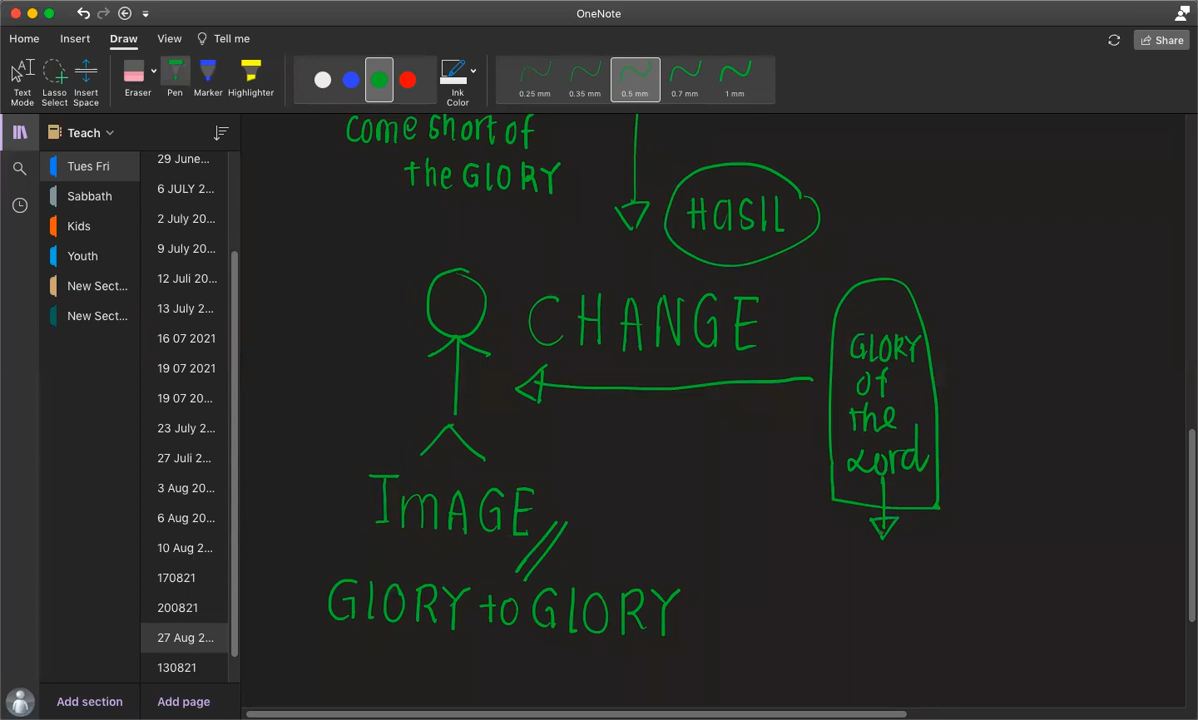 OneNote
Home Insert Draw View Tell me
Share
Text Mode
Lasso Select
Insert Space
Eraser
Pen
Marker
Highlighter
Ink Color
0.25 mm
0.35 mm
0.5 mm
0.7 mm
1 mm
Teach
Tues Fri
Sabbath
Kids
Youth
New Sect...
New Sect...
29 June...
6 JULY 2...
2 July 20...
9 July 20...
12 Juli 20...
13 July 2...
16 07 2021
19 07 2021
19 07 202...
23 July 2...
27 Juli 2...
3 Aug 20...
6 Aug 20...
10 Aug 2...
170821
200821
27 Aug 2...
130821
Add section
Add page
come short of
the GLORY
HASIL
CHANGE
GLORY
of
the
Lord
ImAGE
GLORY to GLORY